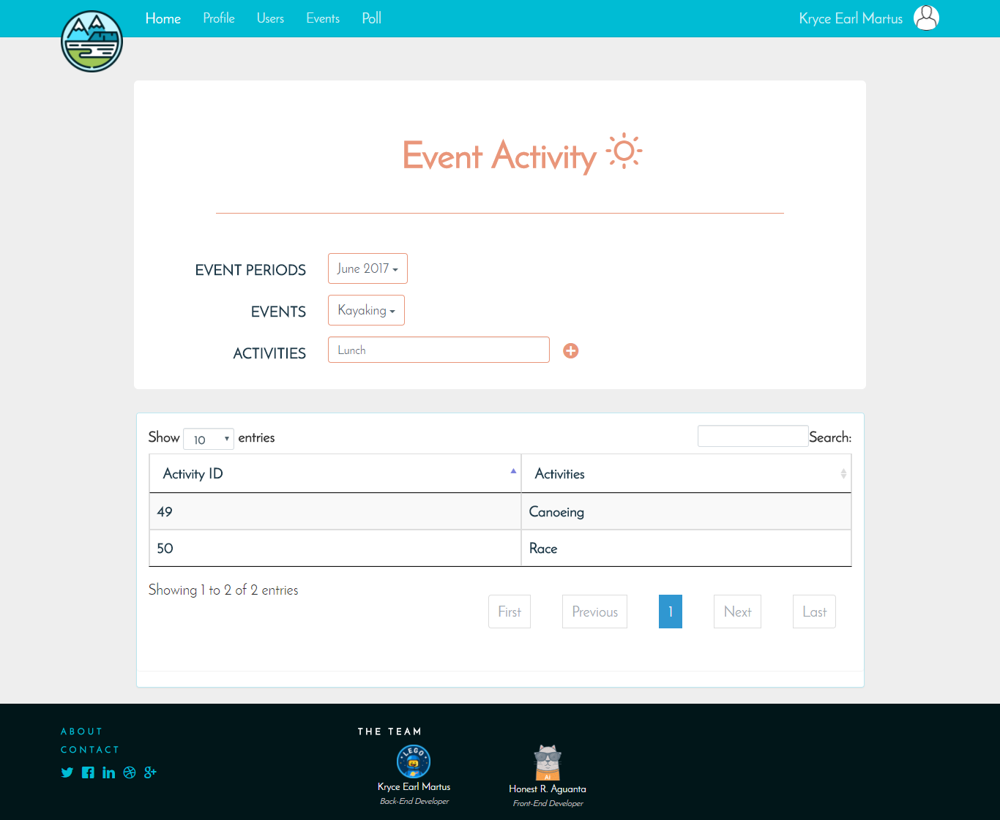 Home Profile Users Events Poll Kryce Earl Martus
Event Activity
EVENT PERIODS June 2017
EVENTS Kayaking
ACTIVITIES Lunch
Show 10 entries Search:
Activity ID Activities
49 Canoeing
50 Race
Showing 1 to 2 of 2 entries
First Previous 1 Next Last
ABOUT
CONTACT
THE TEAM
LEGO
Kryce Earl Martus
Back-End Developer
Ai
Honest R. Aguanta
Front-End Developer